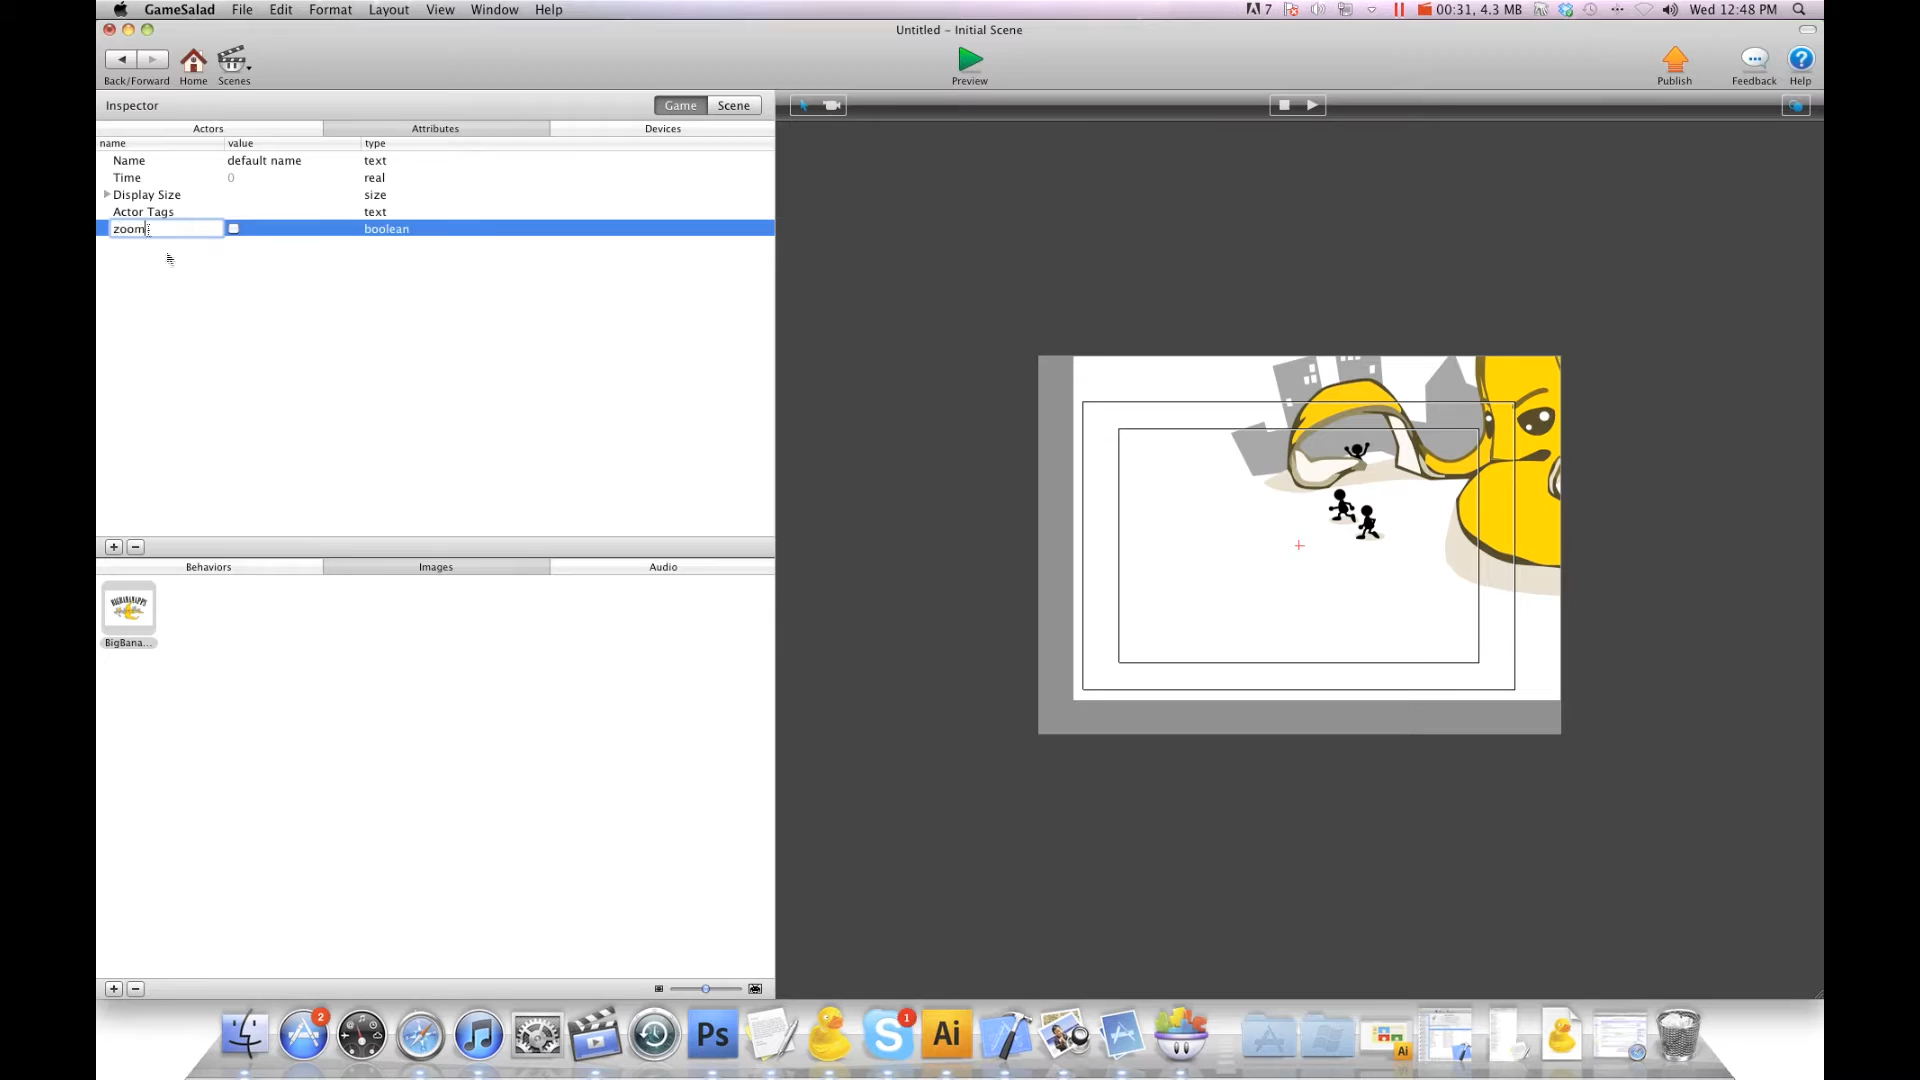 GameSalad File Edit Format Layout View Window Help
7 00:31, 4.3 MB Wed 12:48 PM
Untitled – Initial Scene
Back/Forward Home Scenes Preview Publish Feedback Help
Inspector Game Scene
Actors Attributes Devices
name value type
Name default name text
Time 0 real
Display Size size
Actor Tags text
zoom boolean
Behaviors Images Audio
BIGBANANAPPS
BigBana...
2 Ps 1 Ai Ai